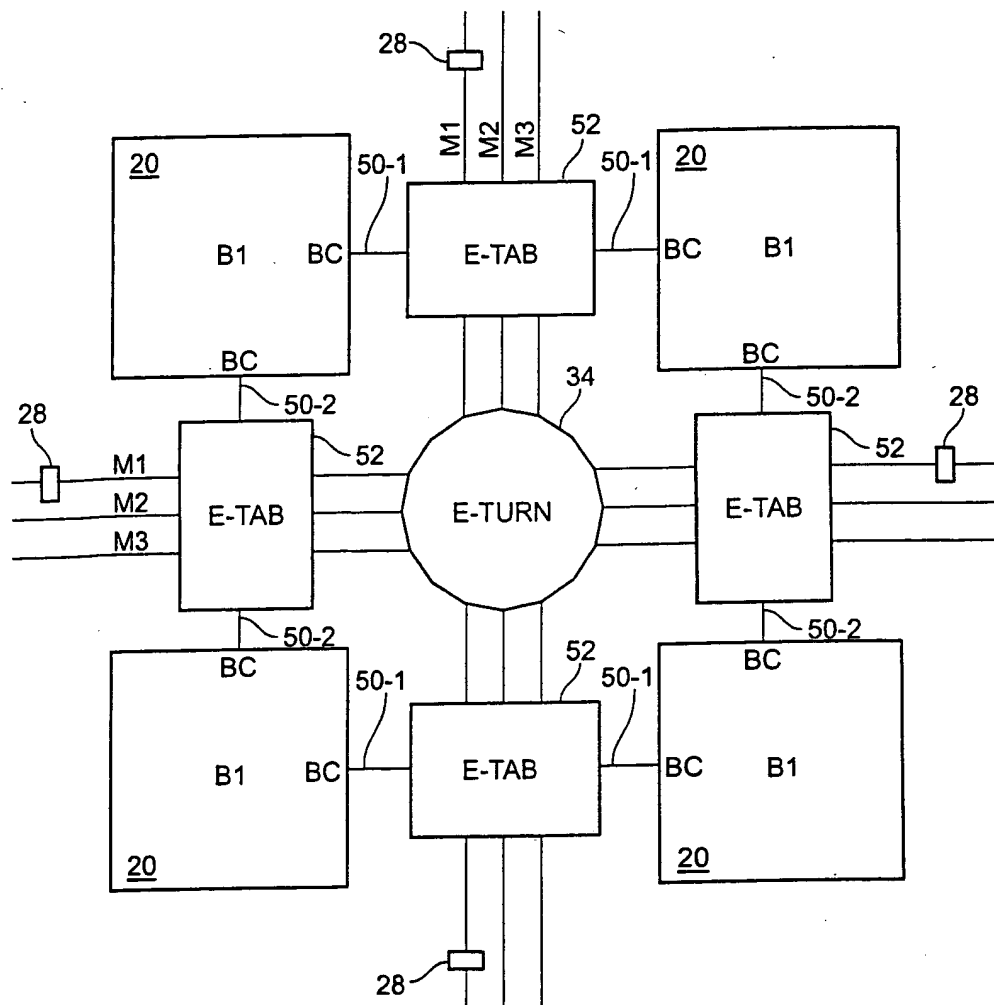 28
M1 M2 M3
52
20
50-1
50-1
20
B1
BC
E-TAB
BC
B1
BC
BC
50-2
34
50-2
28
52
52
28
M1
M2
E-TAB
E-TURN
E-TAB
M3
50-2
50-2
BC
52
BC
50-1
50-1
B1
BC
E-TAB
BC
B1
20
20
28